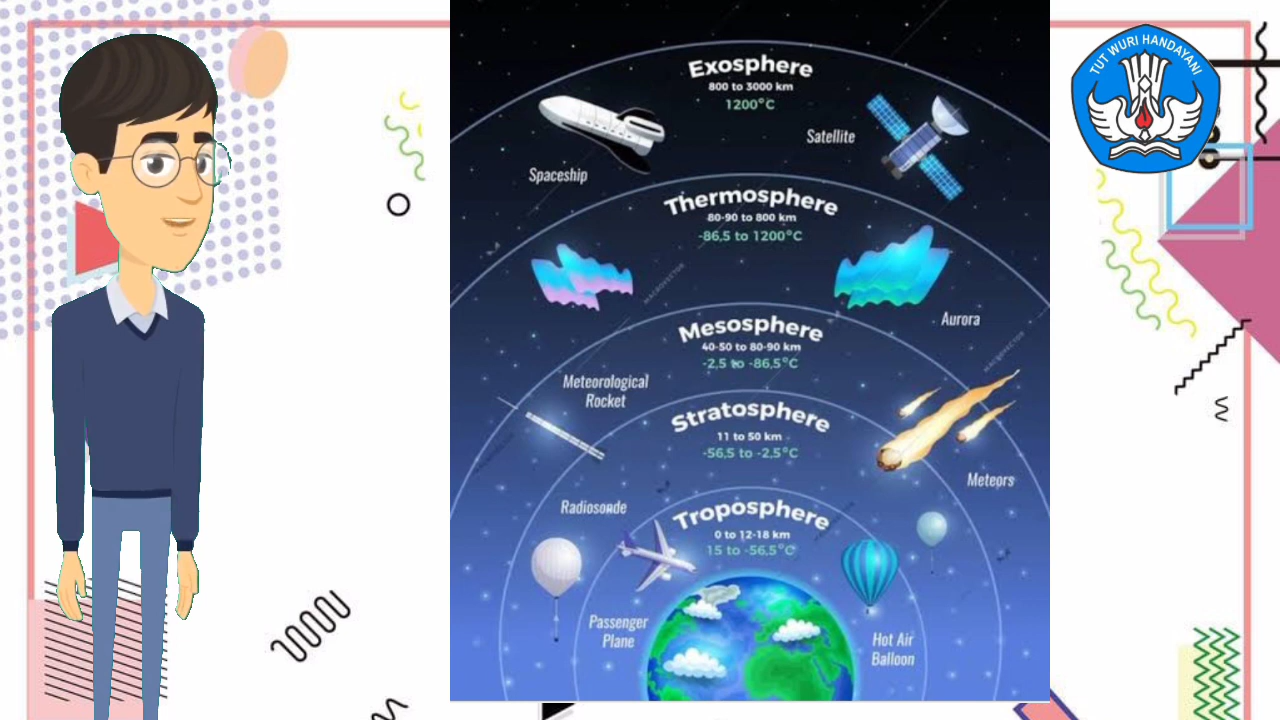 TUT WURI HANDAYANI
Exosphere
800 to 3000 km
1200°C
Satellite
Spaceship
Thermosphere
80-90 to 800 km
-86,5 to 1200°C
MACROVECTOR
Aurora
Mesosphere
40-50 to 80-90 km
-2,5 to -86,5°C
MACROVECTOR
Meteorological
Rocket
Stratosphere
11 to 50 km
-56,5 to -2,5°C
Meteors
Radiosonde
Troposphere
0 to 12-18 km
15 to -56,5°C
Passenger
Plane
Hot Air
Balloon